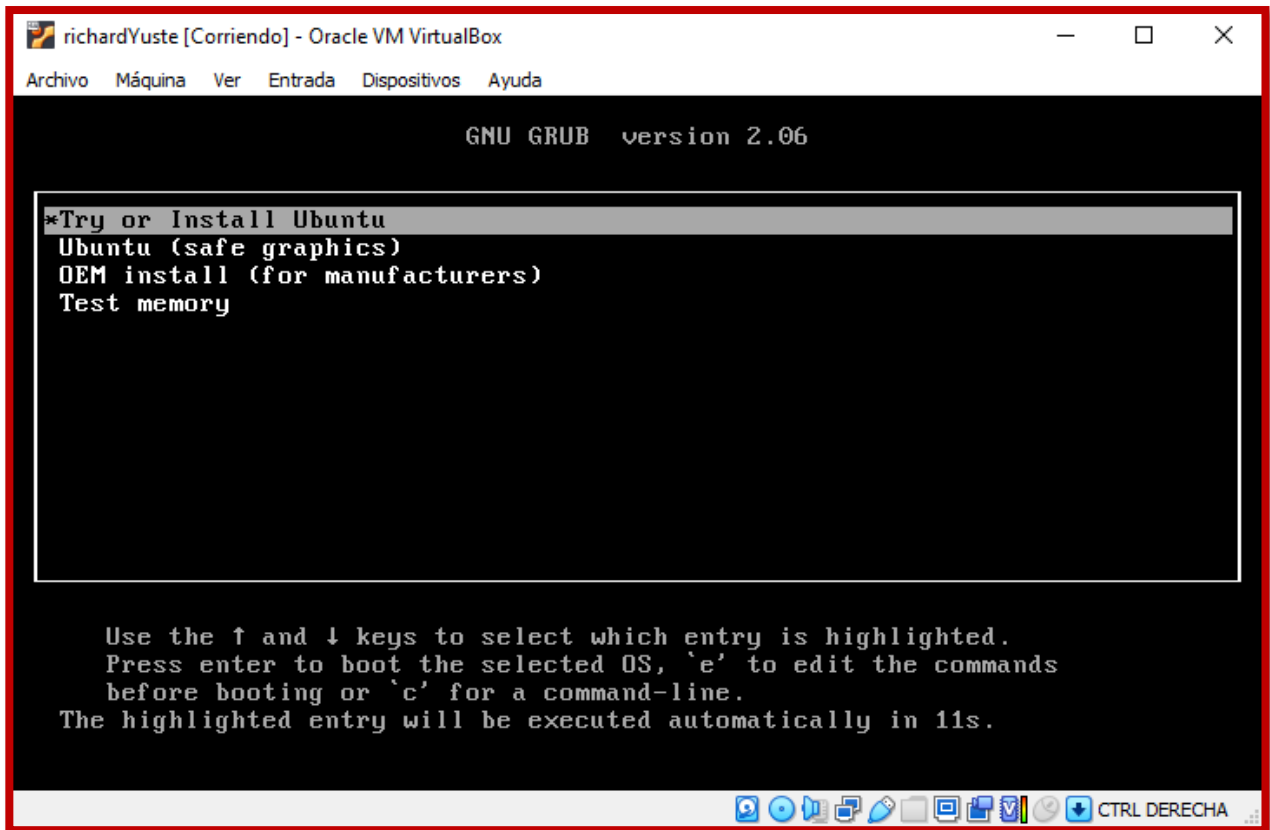 richardYuste [Corriendo] - Oracle VM VirtualBox
Archivo Máquina Ver Entrada Dispositivos Ayuda
GNU GRUB version 2.06
*Try or Install Ubuntu
Ubuntu (safe graphics)
OEM install (for manufacturers)
Test memory
Use the ↑ and ↓ keys to select which entry is highlighted.
Press enter to boot the selected OS, `e' to edit the commands
before booting or `c' for a command-line.
The highlighted entry will be executed automatically in 11s.
CTRL DERECHA